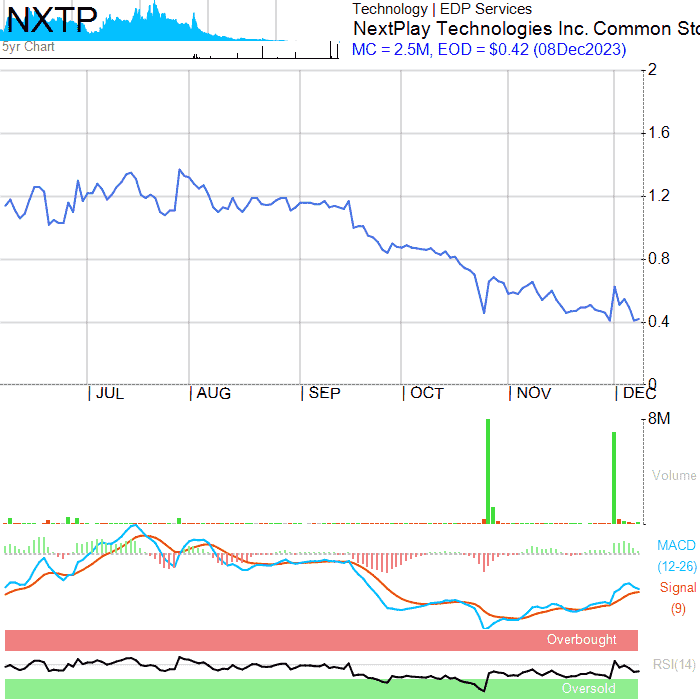 NXTP
Technology | EDP Services
NextPlay Technologies Inc. Common Sto
MC = 2.5M, EOD = $0.42 (08Dec2023)
5yr Chart
2
1.6
1.2
0.8
0.4
0
| JUL | AUG | SEP | OCT | NOV | DEC
8M
Volume
MACD
(12-26)
Signal
(9)
Overbought
RSI(14)
Oversold